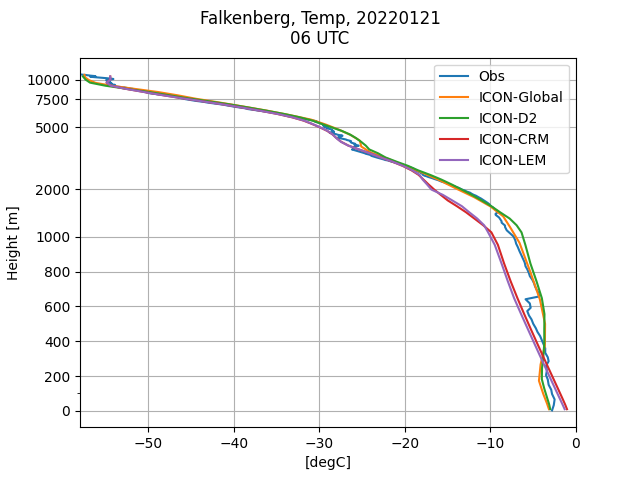 Falkenberg, Temp, 20220121
06 UTC
Height [m]
10000
7500
5000
2000
1000
800
600
400
200
0
Obs
ICON-Global
ICON-D2
ICON-CRM
ICON-LEM
−50 −40 −30 −20 −10 0
[degC]